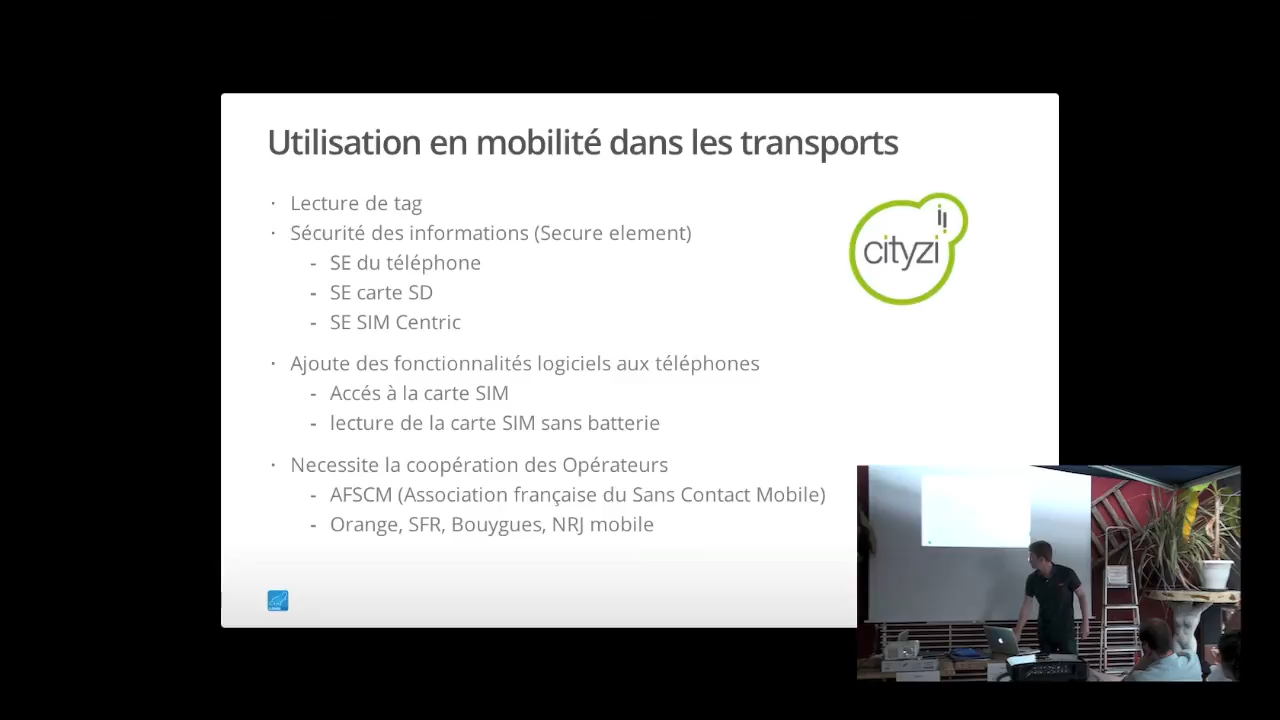 Utilisation en mobilité dans les transports
· Lecture de tag
· Sécurité des informations (Secure element)
- SE du téléphone
- SE carte SD
- SE SIM Centric
· Ajoute des fonctionnalités logiciels aux téléphones
- Accés à la carte SIM
- lecture de la carte SIM sans batterie
· Necessite la coopération des Opérateurs
- AFSCM (Association française du Sans Contact Mobile)
- Orange, SFR, Bouygues, NRJ mobile
cityzi